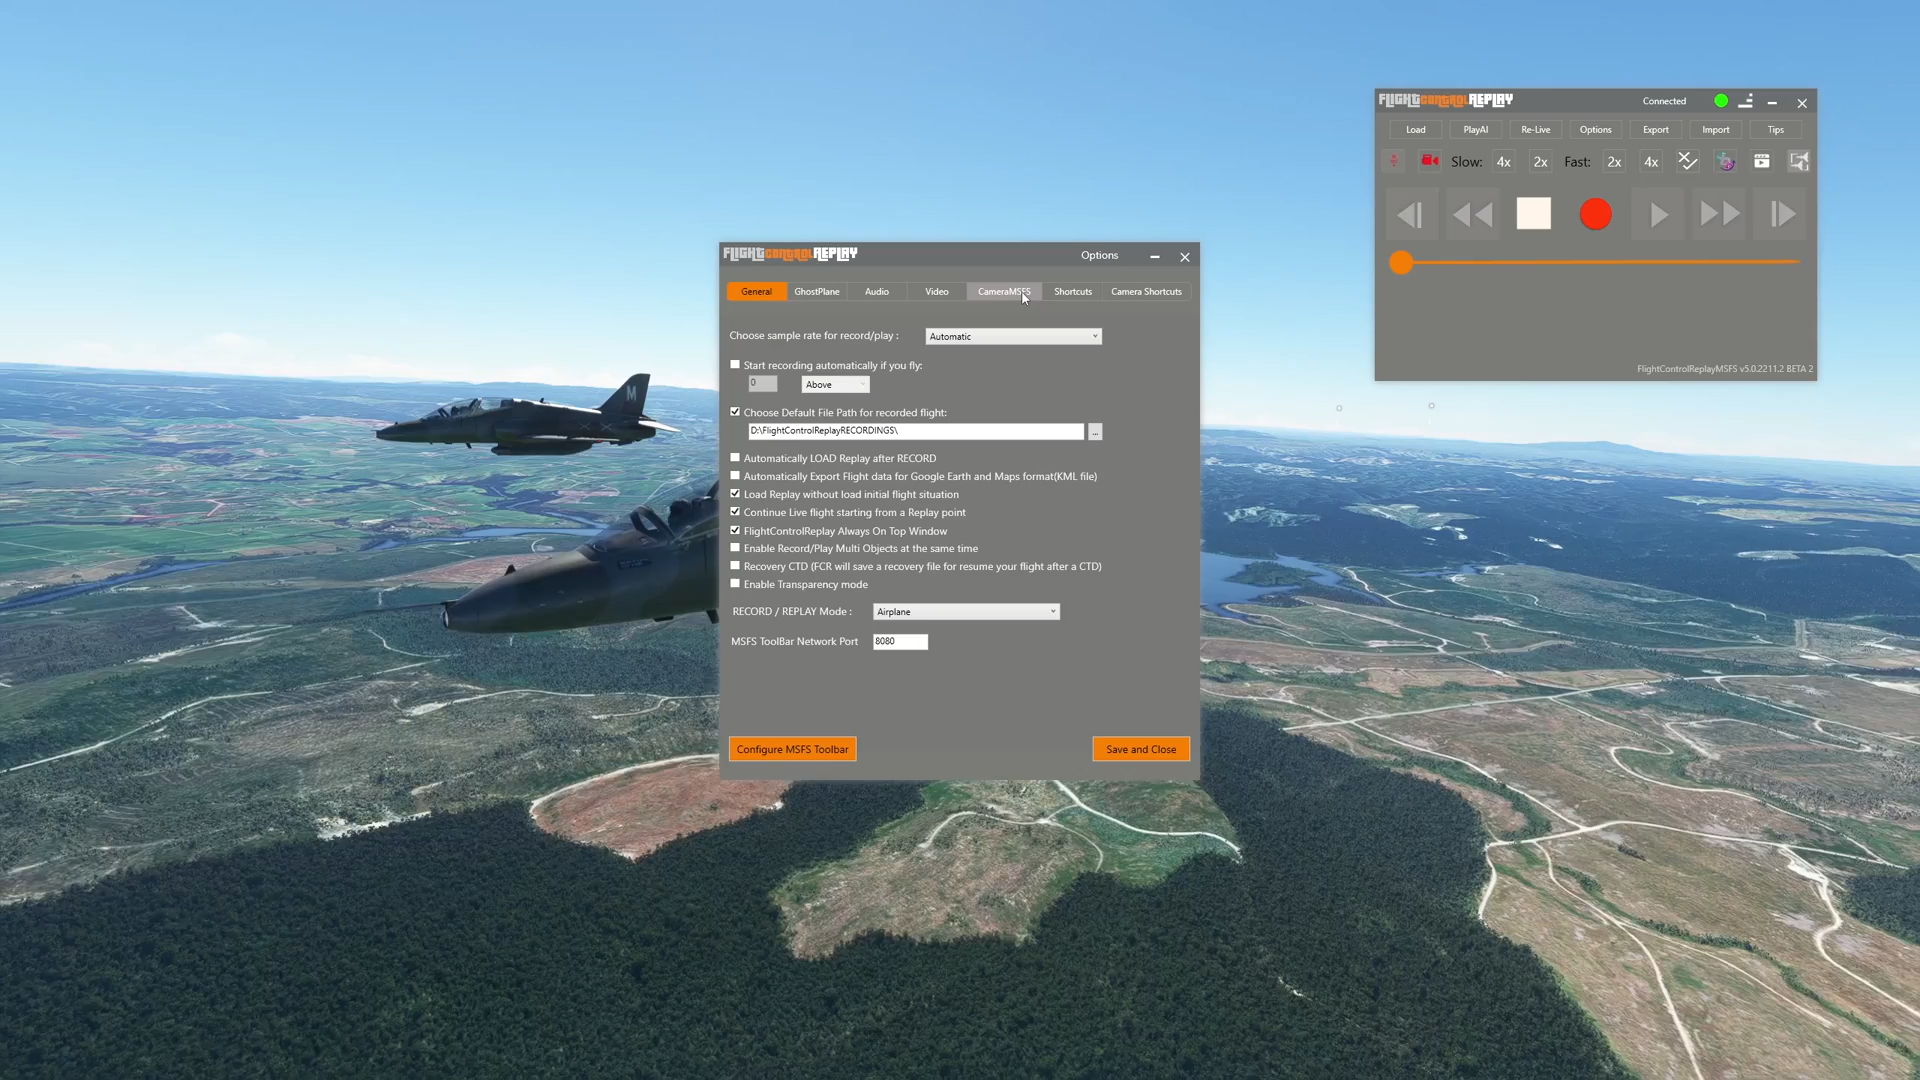 FLIGHTCONTROLREPLAY Connected
Load PlayAI Re-Live Options Export Import Tips
Slow: 4x 2x Fast: 2x 4x
FlightControlReplayMSFS v5.0.2211.2 BETA 2
FLIGHTCONTROLREPLAY Options
General GhostPlane Audio Video CameraMSFS Shortcuts Camera Shortcuts
Choose sample rate for record/play : Automatic
Start recording automatically if you fly:
0 Above
Choose Default File Path for recorded flight:
D:\FlightControlReplayRECORDINGS\ ...
Automatically LOAD Replay after RECORD
Automatically Export Flight data for Google Earth and Maps format(KML file)
Load Replay without load initial flight situation
Continue Live flight starting from a Replay point
FlightControlReplay Always On Top Window
Enable Record/Play Multi Objects at the same time
Recovery CTD (FCR will save a recovery file for resume your flight after a CTD)
Enable Transparency mode
RECORD / REPLAY Mode : Airplane
MSFS ToolBar Network Port 8080
Configure MSFS Toolbar Save and Close
M